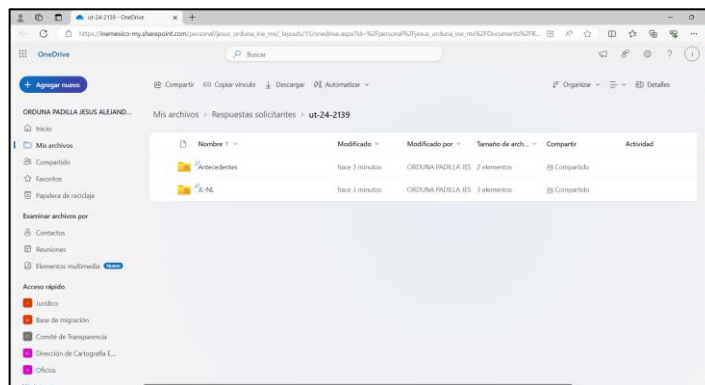 ut-24-2139 - OneDrive
https://inemexico-my.sharepoint.com/personal/jesus_orduna_ine_mx/_layouts/15/onedrive.aspx?id=%2Fpersonal%2Fjesus_orduna_ine_mx%2FDocuments%2FR...
OneDrive
Buscar
+ Agregar nuevo
Compartir
Copiar vínculo
Descargar
Automatizar
Organizar
Detalles
ORDUNA PADILLA JESUS ALEJAND...
Mis archivos > Respuestas solicitantes > ut-24-2139
Inicio
Mis archivos
Compartido
Favoritos
Papelera de reciclaje
Examinar archivos por
Contactos
Reuniones
Elementos multimedia Nuevo
Acceso rápido
Jurídico
Base de migración
Comité de Transparencia
Dirección de Cartografía E...
Oficios
Nombre Modificado Modificado por Tamaño de arch... Compartir Actividad
Antecedentes hace 3 minutos ORDUNA PADILLA JES 2 elementos Compartido
JL-NL hace 3 minutos ORDUNA PADILLA JES 3 elementos Compartido